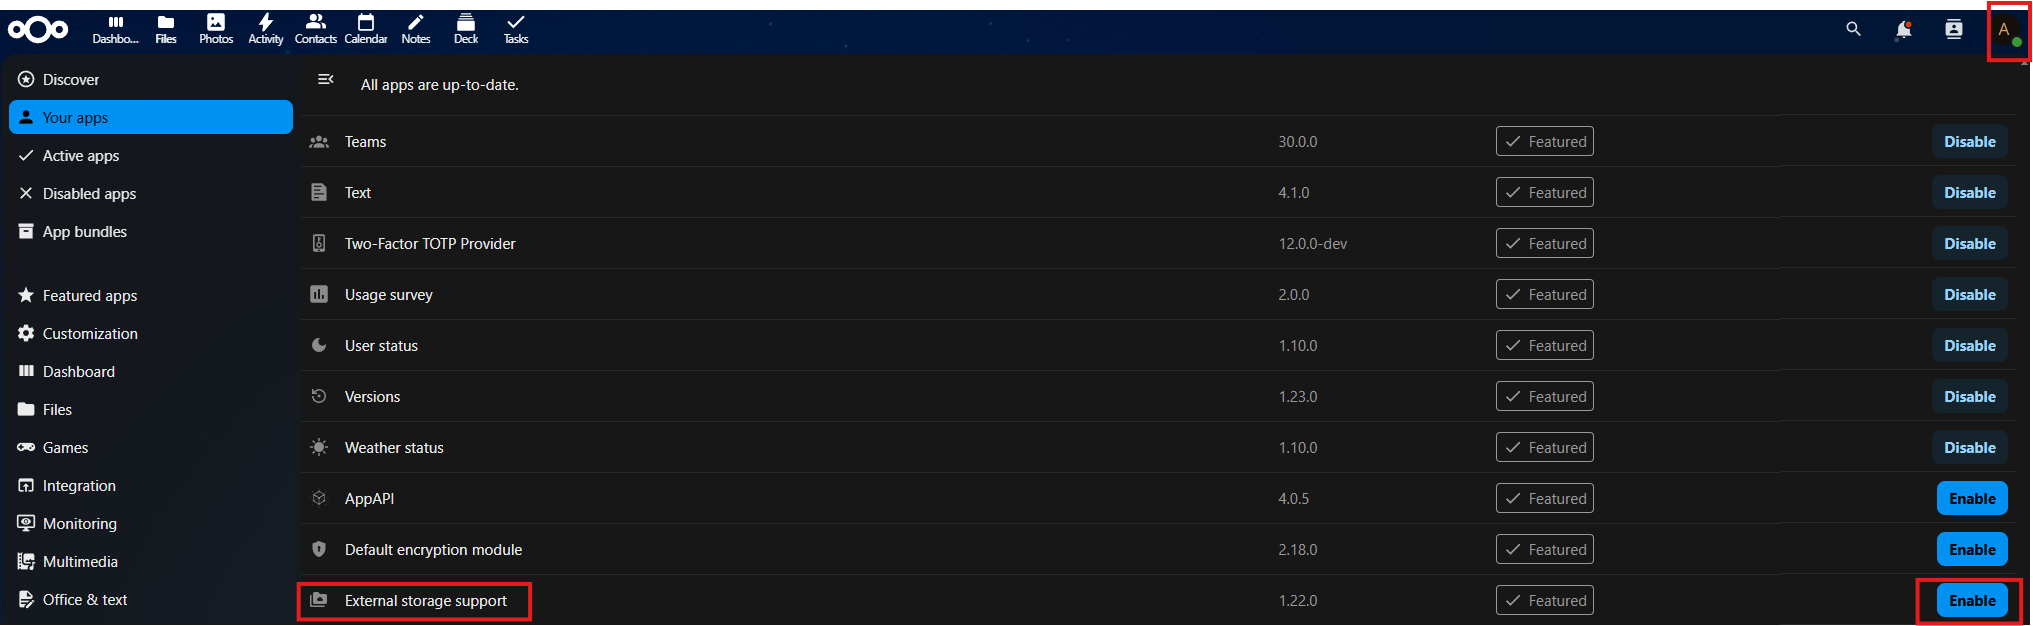 Dashbo...
Files
Photos
Activity
Contacts
Calendar
Notes
Deck
Tasks
A
Discover
Your apps
Active apps
Disabled apps
App bundles
Featured apps
Customization
Dashboard
Files
Games
Integration
Monitoring
Multimedia
Office & text
All apps are up-to-date.
Teams 30.0.0 Featured Disable
Text 4.1.0 Featured Disable
Two-Factor TOTP Provider 12.0.0-dev Featured Disable
Usage survey 2.0.0 Featured Disable
User status 1.10.0 Featured Disable
Versions 1.23.0 Featured Disable
Weather status 1.10.0 Featured Disable
AppAPI 4.0.5 Featured Enable
Default encryption module 2.18.0 Featured Enable
External storage support 1.22.0 Featured Enable